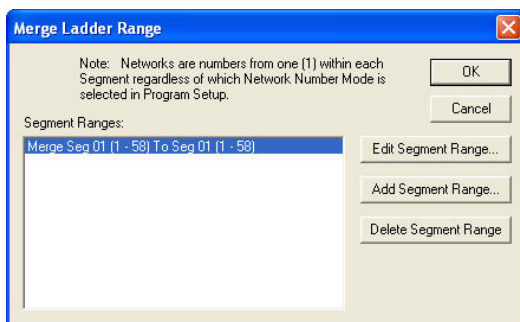 Merge Ladder Range
Note: Networks are numbers from one (1) within each
Segment regardless of which Network Number Mode is
selected in Program Setup.
OK
Cancel
Segment Ranges:
Merge Seg 01 (1 - 58) To Seg 01 (1 - 58)
Edit Segment Range...
Add Segment Range...
Delete Segment Range